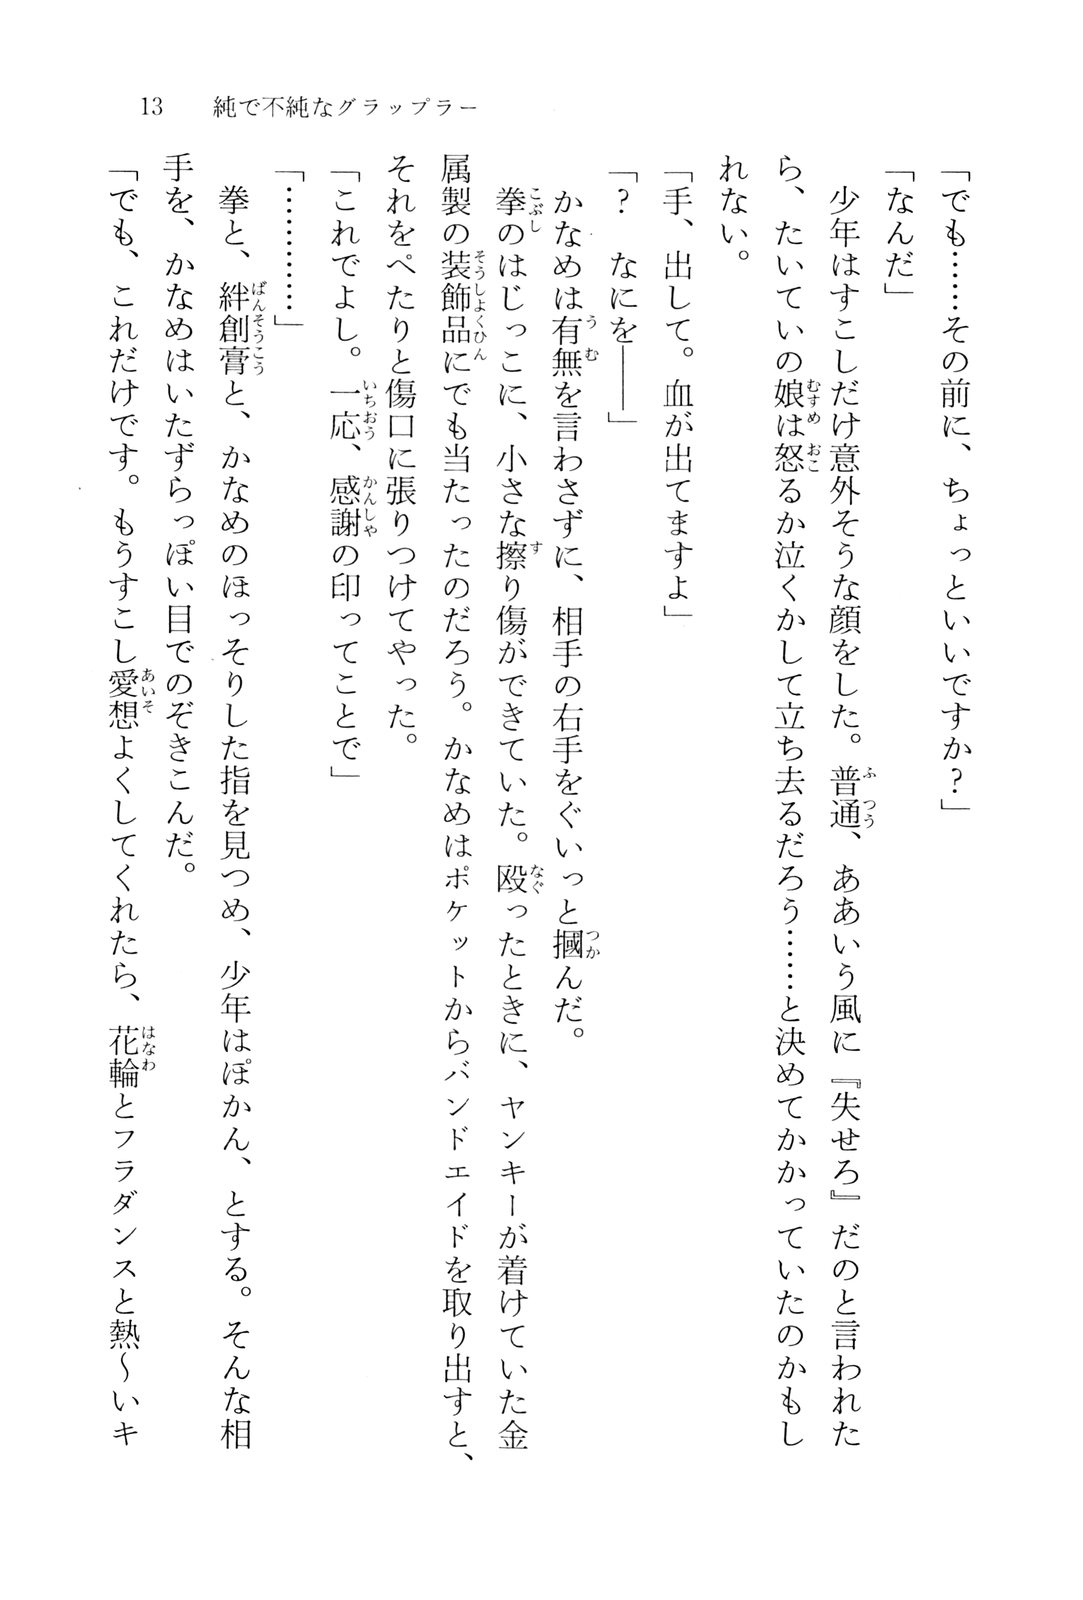 13　純で不純なグラップラー
「でも……その前に、ちょっといいですか?」
「なんだ」
　少年はすこしだけ意外そうな顔をした。普通、ああいう風に『失せろ』だのと言われた
ら、たいていの娘は怒るか泣くかして立ち去るだろう……と決めてかかっていたのかもし
れない。
「手、出して。血が出てますよ」
「?　なにを――」
　かなめは有無を言わさずに、相手の右手をぐいっと摑んだ。
　拳のはじっこに、小さな擦り傷ができていた。殴ったときに、ヤンキーが着けていた金
属製の装飾品にでも当たったのだろう。かなめはポケットからバンドエイドを取り出すと、
それをぺたりと傷口に張りつけてやった。
「これでよし。一応、感謝の印ってことで」
「…………」
　拳と、絆創膏と、かなめのほっそりした指を見つめ、少年はぽかん、とする。そんな相
手を、かなめはいたずらっぽい目でのぞきこんだ。
「でも、これだけです。もうすこし愛想よくしてくれたら、花輪とフラダンスと熱〜いキ